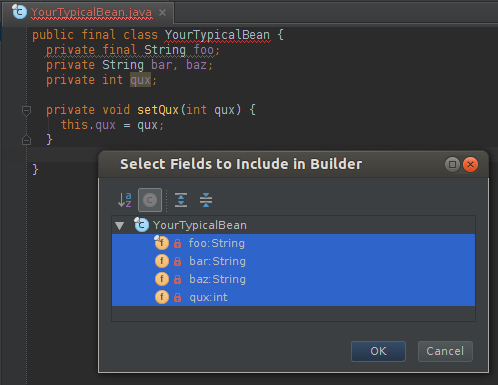 YourTypicalBean.java
public final class YourTypicalBean {
private final String foo;
private String bar, baz;
private int qux;
private void setQux(int qux) {
this.qux = qux;
}
}
Select Fields to Include in Builder
YourTypicalBean
foo:String
bar:String
baz:String
qux:int
OK Cancel